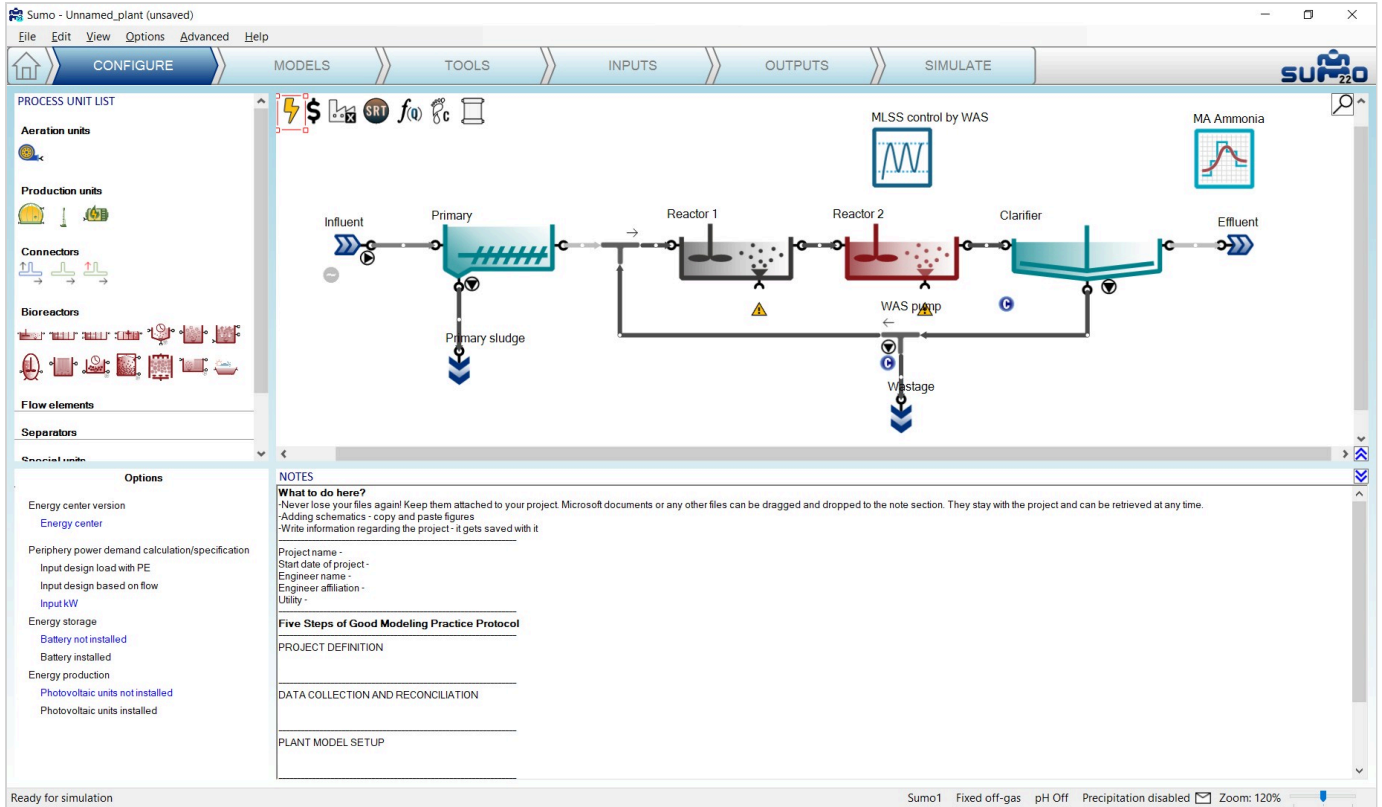 Sumo - Unnamed_plant (unsaved)
File Edit View Options Advanced Help
CONFIGURE MODELS TOOLS INPUTS OUTPUTS SIMULATE
SUMO 22
PROCESS UNIT LIST
Aeration units
Production units
Connectors
Bioreactors
Flow elements
Separators
Special units
$ SRT f(Q) C
MLSS control by WAS
MA Ammonia
Influent
Primary
Reactor 1
Reactor 2
Clarifier
Effluent
WAS pump
C
Primary sludge
C
Wastage
Options
Energy center version
Energy center
Periphery power demand calculation/specification
Input design load with PE
Input design based on flow
Input kW
Energy storage
Battery not installed
Battery installed
Energy production
Photovoltaic units not installed
Photovoltaic units installed
NOTES
What to do here?
-Never lose your files again! Keep them attached to your project. Microsoft documents or any other files can be dragged and dropped to the note section. They stay with the project and can be retrieved at any time.
-Adding schematics - copy and paste figures
-Write information regarding the project - it gets saved with it
Project name -
Start date of project -
Engineer name -
Engineer affiliation -
Utility -
Five Steps of Good Modeling Practice Protocol
PROJECT DEFINITION
DATA COLLECTION AND RECONCILIATION
PLANT MODEL SETUP
Ready for simulation
Sumo1 Fixed off-gas pH Off Precipitation disabled Zoom: 120%